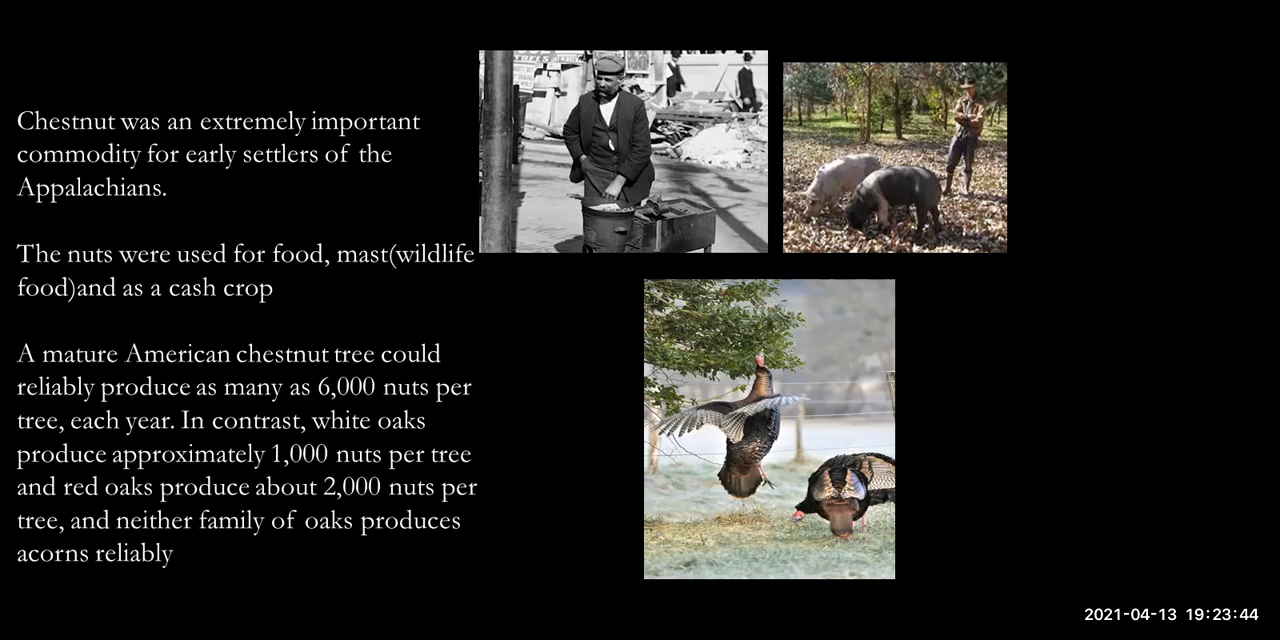 Chestnut was an extremely important
commodity for early settlers of the
Appalachians.
The nuts were used for food, mast(wildlife
food)and as a cash crop
A mature American chestnut tree could
reliably produce as many as 6,000 nuts per
tree, each year. In contrast, white oaks
produce approximately 1,000 nuts per tree
and red oaks produce about 2,000 nuts per
tree, and neither family of oaks produces
acorns reliably
2021-04-13 19:23:44